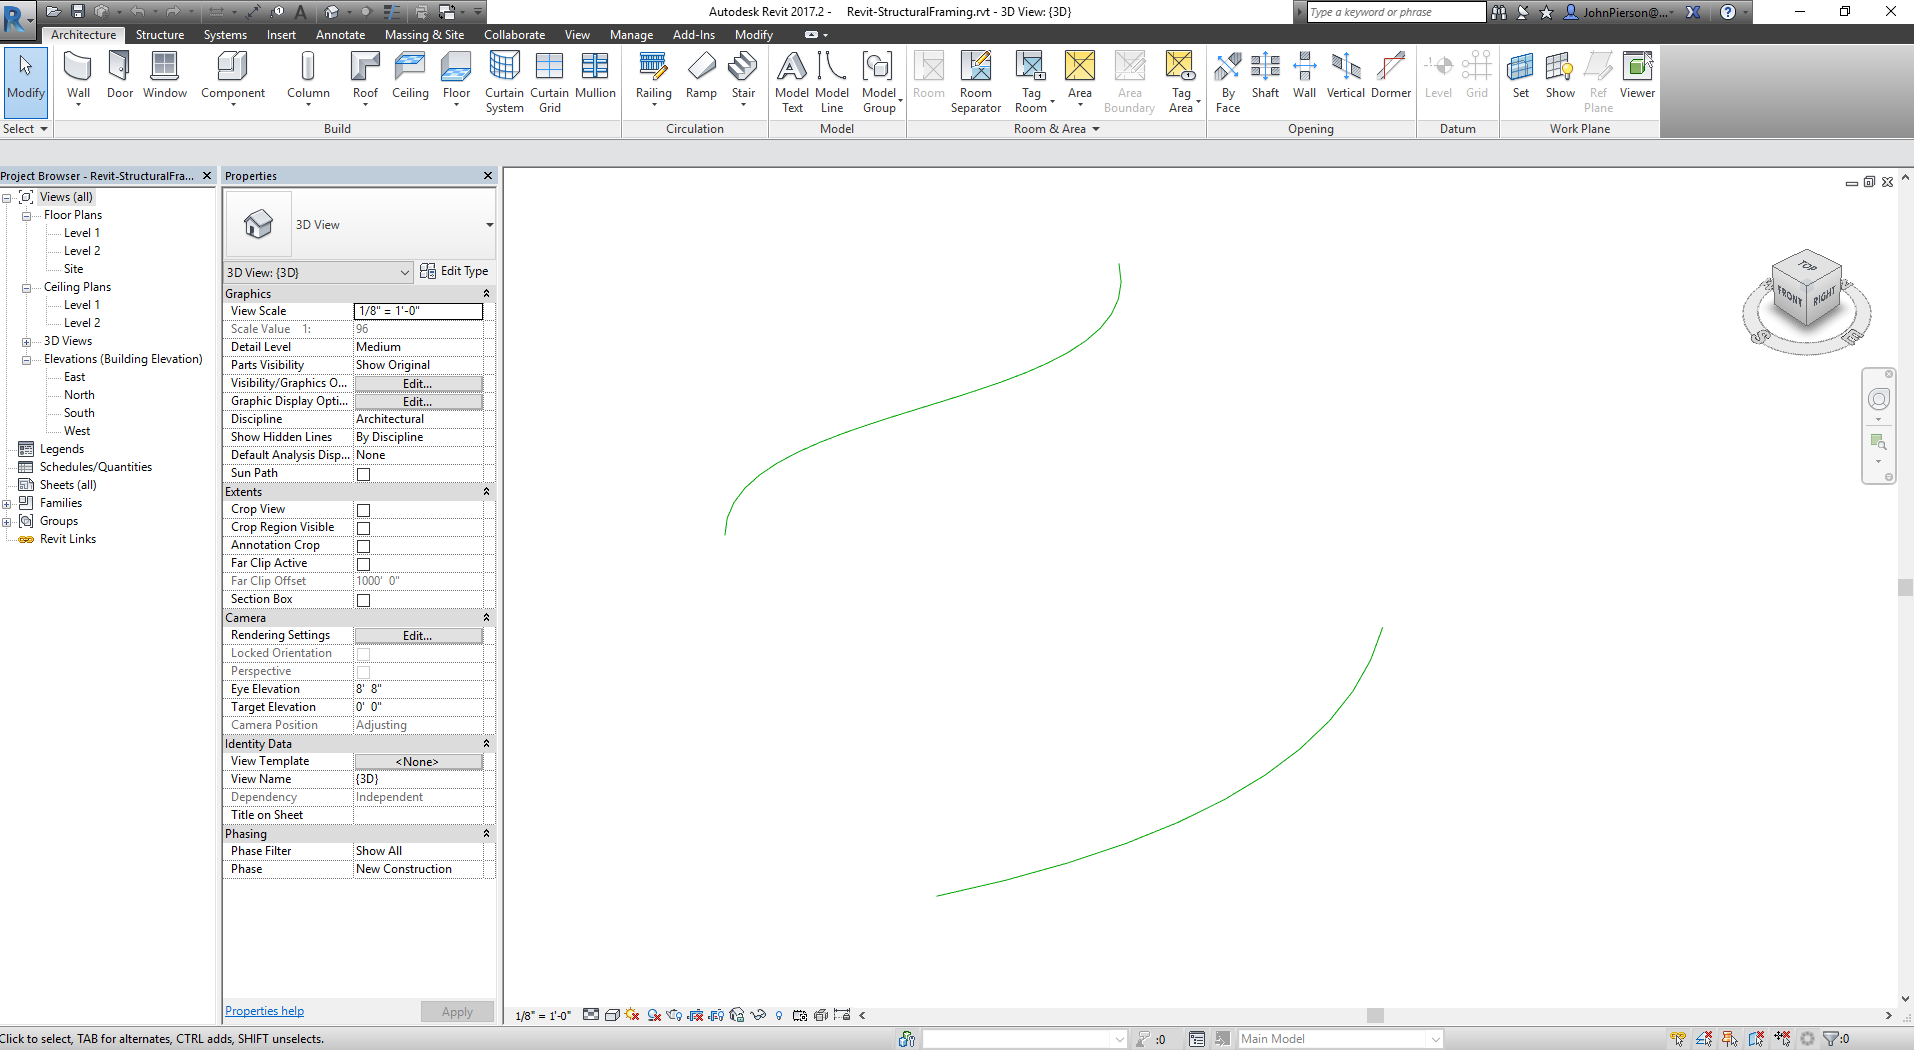 Autodesk Revit 2017.2 - Revit-StructuralFraming.rvt - 3D View: {3D}
Type a keyword or phrase
JohnPierson@...
Architecture Structure Systems Insert Annotate Massing & Site Collaborate View Manage Add-Ins Modify
Modify Wall Door Window Component Column Roof Ceiling Floor Curtain System Curtain Grid Mullion Railing Ramp Stair Model Text Model Line Model Group Room Room Separator Tag Room Area Area Boundary Tag Area By Face Shaft Wall Vertical Dormer Level Grid Set Show Ref Plane Viewer
Select Build Circulation Model Room & Area Opening Datum Work Plane
Project Browser - Revit-StructuralFra...
Views (all)
Floor Plans
Level 1
Level 2
Site
Ceiling Plans
Level 1
Level 2
3D Views
Elevations (Building Elevation)
East
North
South
West
Legends
Schedules/Quantities
Sheets (all)
Families
Groups
Revit Links
Properties
3D View
3D View: {3D} Edit Type
Graphics
View Scale 1/8" = 1'-0"
Scale Value 1: 96
Detail Level Medium
Parts Visibility Show Original
Visibility/Graphics O... Edit...
Graphic Display Opti... Edit...
Discipline Architectural
Show Hidden Lines By Discipline
Default Analysis Disp... None
Sun Path
Extents
Crop View
Crop Region Visible
Annotation Crop
Far Clip Active
Far Clip Offset 1000' 0"
Section Box
Camera
Rendering Settings Edit...
Locked Orientation
Perspective
Eye Elevation 8' 8"
Target Elevation 0' 0"
Camera Position Adjusting
Identity Data
View Template <None>
View Name {3D}
Dependency Independent
Title on Sheet
Phasing
Phase Filter Show All
Phase New Construction
Properties help Apply
TOP
FRONT RIGHT
S E
1/8" = 1'-0"
Click to select, TAB for alternates, CTRL adds, SHIFT unselects.
:0
Main Model
:0